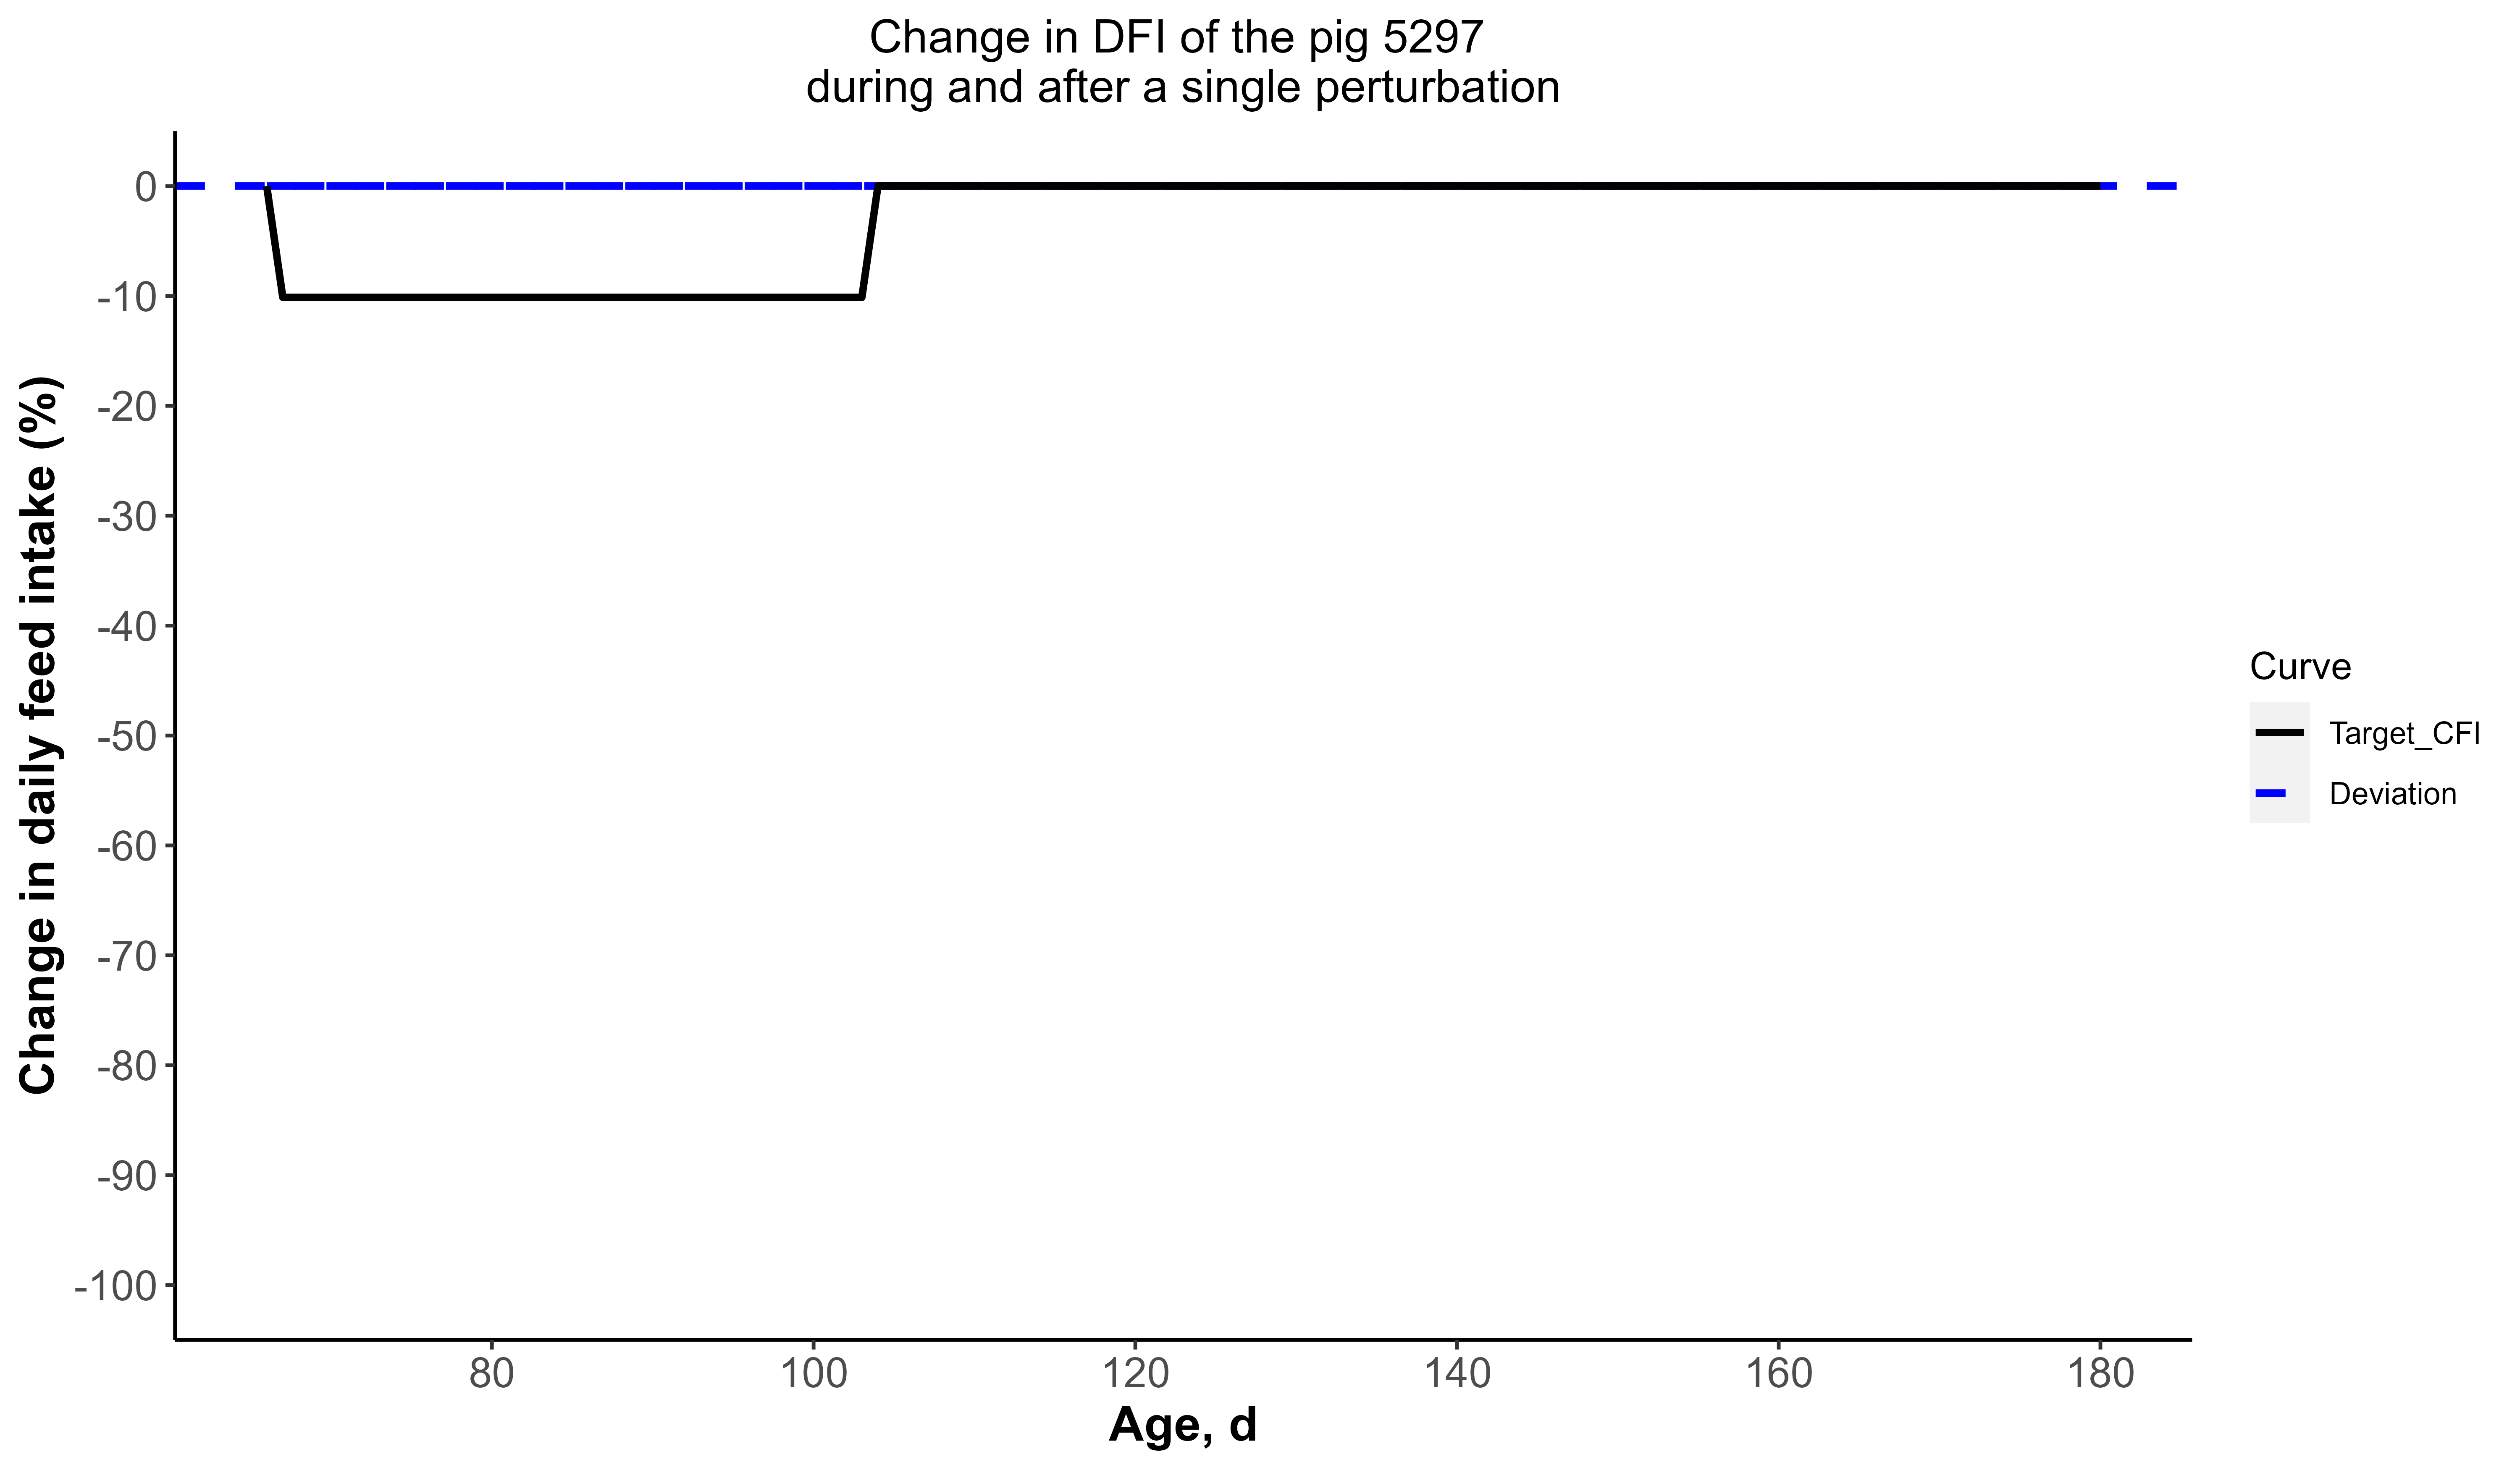 Change in DFI of the pig 5297
during and after a single perturbation
Change in daily feed intake (%)
0
-10
-20
-30
-40
-50
-60
-70
-80
-90
-100
80
100
120
140
160
180
Age, d
Curve
Target_CFI
Deviation